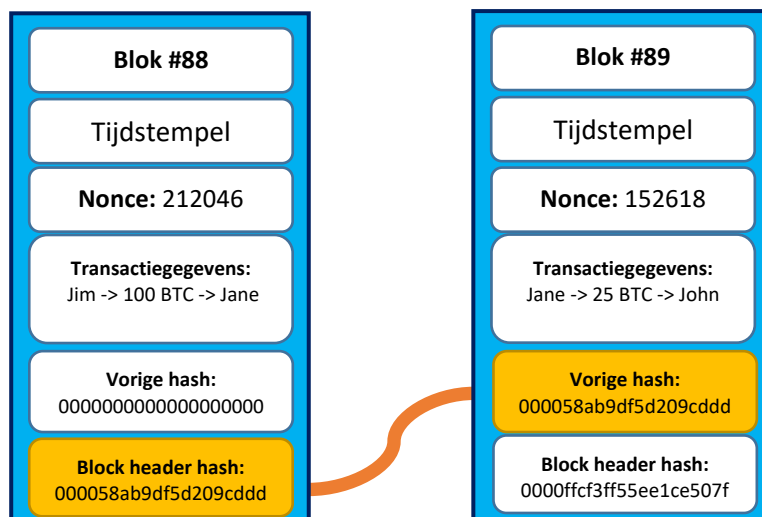 Blok #88
Tijdstempel
Nonce: 212046
Transactiegegevens:
Jim -> 100 BTC -> Jane
Vorige hash:
00000000000000000000
Block header hash:
000058ab9df5d209cddd
Blok #89
Tijdstempel
Nonce: 152618
Transactiegegevens:
Jane -> 25 BTC -> John
Vorige hash:
000058ab9df5d209cddd
Block header hash:
0000ffcf3ff55ee1ce507f